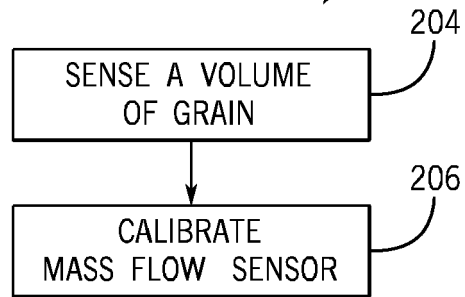 204
SENSE A VOLUME
OF GRAIN
206
CALIBRATE
MASS FLOW SENSOR